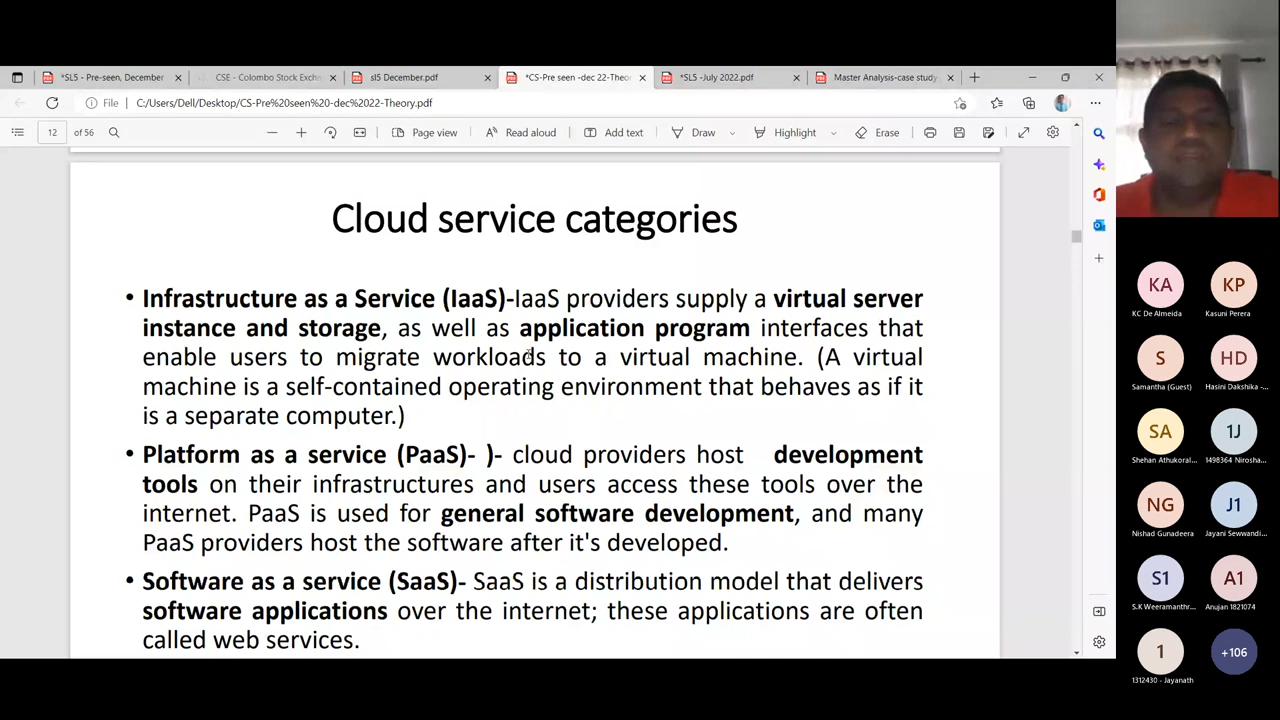 *SL5 - Pre-seen, December
CSE - Colombo Stock Excha
sl5 December.pdf
*CS-Pre seen -dec 22-Theor
*SL5 -July 2022.pdf
Master Analysis-case study
File
C:/Users/Dell/Desktop/CS-Pre%20seen%20-dec%2022-Theory.pdf
12 of 56
Page view
Read aloud
Add text
Draw
Highlight
Erase
Cloud service categories
• Infrastructure as a Service (IaaS)-IaaS providers supply a virtual server
instance and storage, as well as application program interfaces that
enable users to migrate workloads to a virtual machine. (A virtual
machine is a self-contained operating environment that behaves as if it
is a separate computer.)
• Platform as a service (PaaS)- )- cloud providers host development
tools on their infrastructures and users access these tools over the
internet. PaaS is used for general software development, and many
PaaS providers host the software after it's developed.
• Software as a service (SaaS)- SaaS is a distribution model that delivers
software applications over the internet; these applications are often
called web services.
KA
KP
KC De Almeida
Kasuni Perera
S
HD
Samantha (Guest)
Hasini Dakshika -
SA
1J
Shehan Athukoral...
1498364 Nirosha...
NG
J1
Nishad Gunadeera
Jayani Sewwandi...
S1
A1
S.K Weeramanthr...
Anujan 1821074
1
+106
1312430 - Jayanath